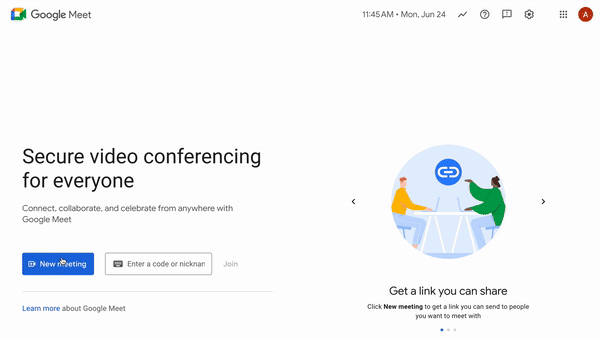 Google Meet
11:45 AM • Mon, Jun 24
A
Secure video conferencing
for everyone
Connect, collaborate, and celebrate from anywhere with
Google Meet
New meeting
Enter a code or nicknan
Join
Learn more about Google Meet
Get a link you can share
Click New meeting to get a link you can send to people
you want to meet with